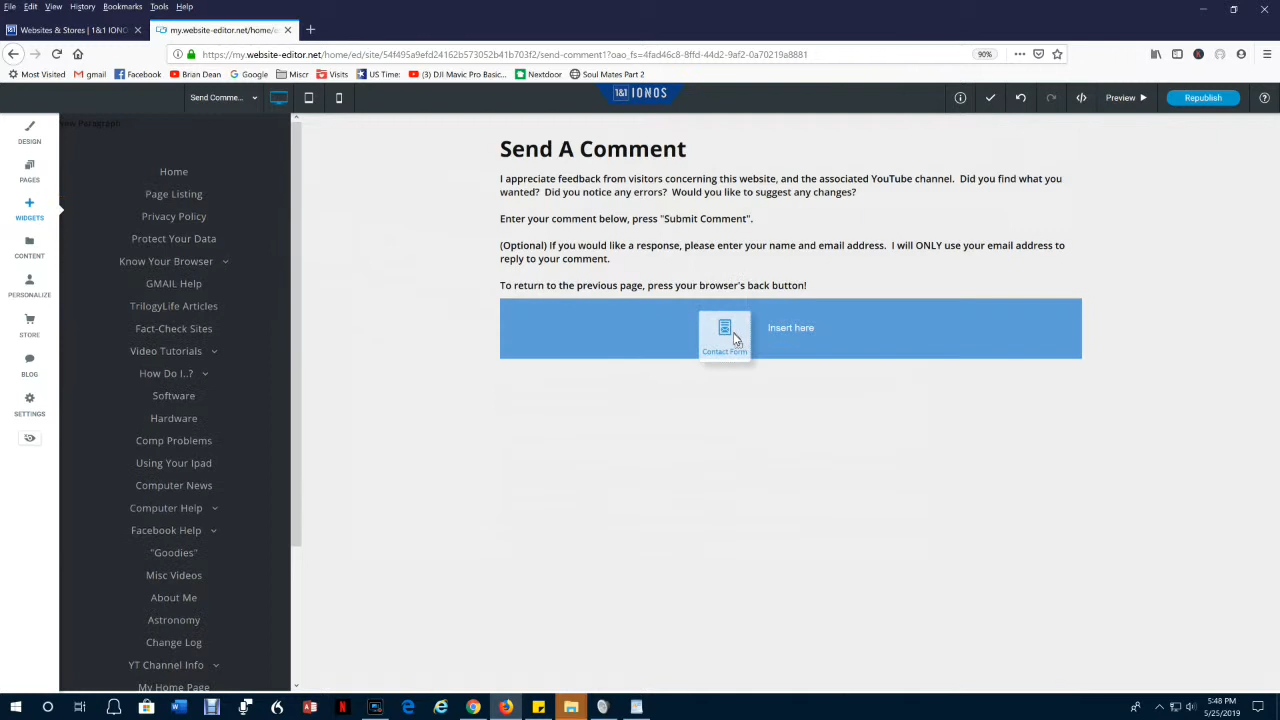 File Edit View History Bookmarks Tools Help
Websites & Stores | 1&1 IONO
my.website-editor.net/home/e
https://my.website-editor.net/home/ed/site/54f495a9efd24162b573052b41b703f2/send-comment?oao_fs=4fad46c8-8ffd-44d2-9af2-0a70219a8881
90%
Most Visited gmail Facebook Brian Dean Google Miscr Visits US Time: (3) DJI Mavic Pro Basic... Nextdoor Soul Mates Part 2
Send Comme...
1&1 IONOS
Preview
Republish
DESIGN
PAGES
WIDGETS
CONTENT
PERSONALIZE
STORE
BLOG
SETTINGS
New Paragraph
Home
Page Listing
Privacy Policy
Protect Your Data
Know Your Browser
GMAIL Help
TrilogyLife Articles
Fact-Check Sites
Video Tutorials
How Do I..?
Software
Hardware
Comp Problems
Using Your Ipad
Computer News
Computer Help
Facebook Help
"Goodies"
Misc Videos
About Me
Astronomy
Change Log
YT Channel Info
My Home Page
Send A Comment
I appreciate feedback from visitors concerning this website, and the associated YouTube channel. Did you find what you
wanted? Did you notice any errors? Would you like to suggest any changes?
Enter your comment below, press "Submit Comment".
(Optional) If you would like a response, please enter your name and email address. I will ONLY use your email address to
reply to your comment.
To return to the previous page, press your browser's back button!
Insert here
Contact Form
5:48 PM
5/25/2019